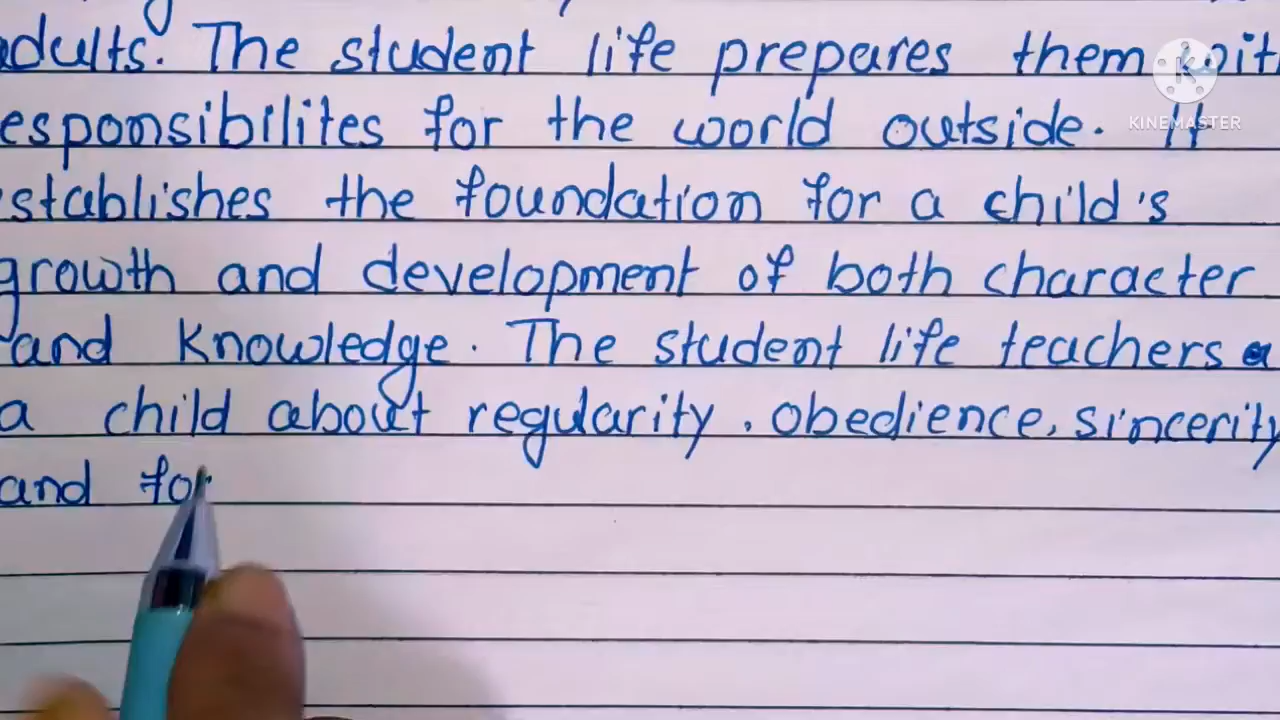 adults. The student life prepares them wit
esponsibilites for the world outside. It
stablishes the foundation for a child's
growth and development of both character
and knowledge. The student life teachers a
a child about regularity, obedience, sincerity
and for
KINEMASTER